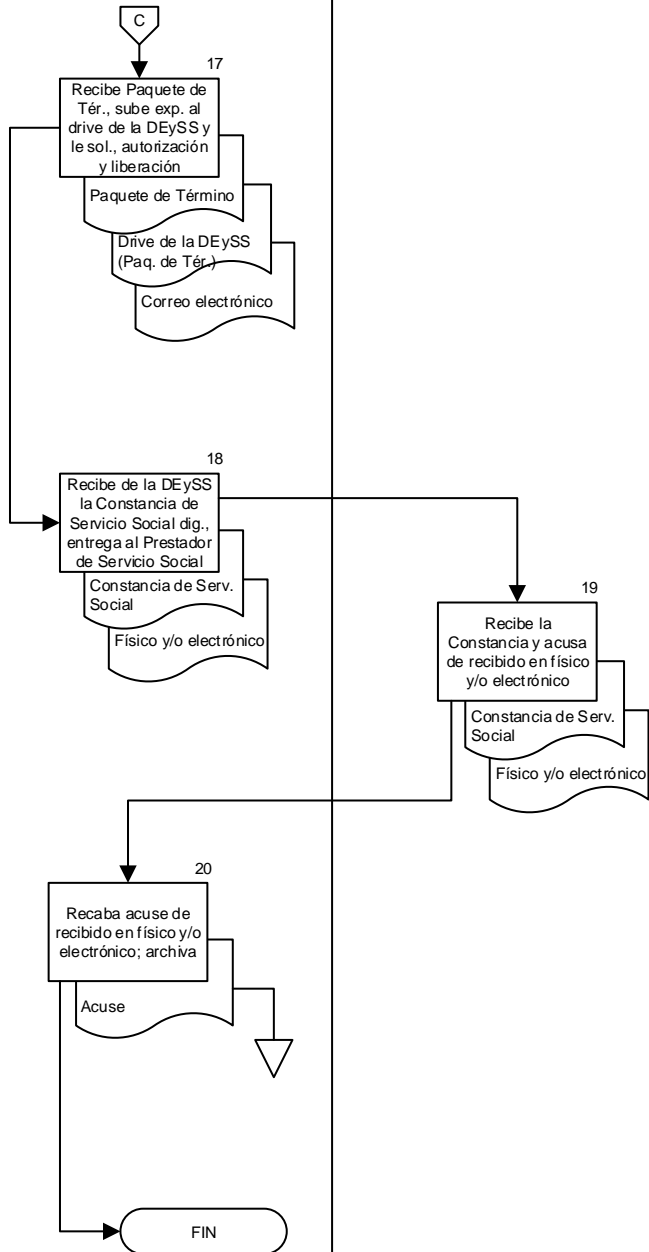 C
17
Recibe Paquete de
Tér., sube exp. al
drive de la DEySS y
le sol., autorización
y liberación
Paquete de Término
Drive de la DEySS
(Paq. de Tér.)
Correo electrónico
18
Recibe de la DEySS
la Constancia de
Servicio Social dig.,
entrega al Prestador
de Servicio Social
Constancia de Serv.
Social
Físico y/o electrónico
19
Recibe la
Constancia y acusa
de recibido en físico
y/o electrónico
Constancia de Serv.
Social
Físico y/o electrónico
20
Recaba acuse de
recibido en físico y/o
electrónico; archiva
Acuse
FIN